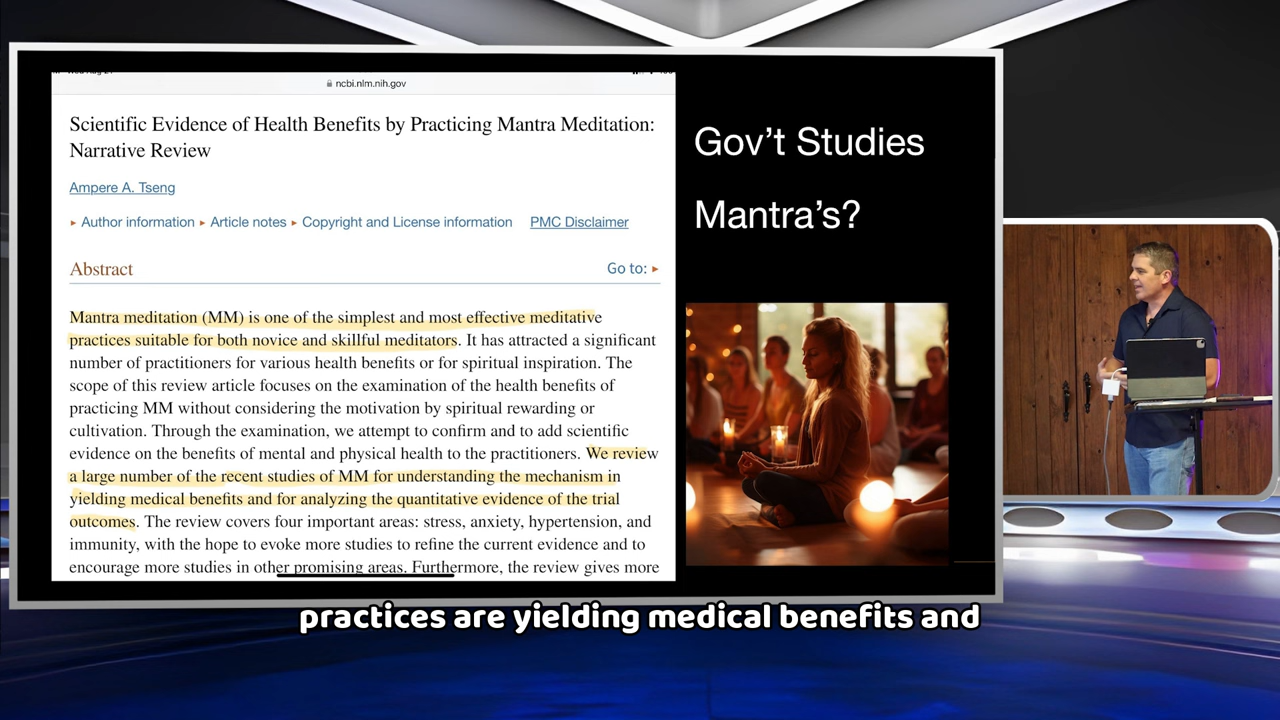 ncbi.nlm.nih.gov
Scientific Evidence of Health Benefits by Practicing Mantra Meditation:
Narrative Review
Ampere A. Tseng
▸ Author information ▸ Article notes ▸ Copyright and License information PMC Disclaimer
Abstract
Go to: ▸
Mantra meditation (MM) is one of the simplest and most effective meditative
practices suitable for both novice and skillful meditators. It has attracted a significant
number of practitioners for various health benefits or for spiritual inspiration. The
scope of this review article focuses on the examination of the health benefits of
practicing MM without considering the motivation by spiritual rewarding or
cultivation. Through the examination, we attempt to confirm and to add scientific
evidence on the benefits of mental and physical health to the practitioners. We review
a large number of the recent studies of MM for understanding the mechanism in
yielding medical benefits and for analyzing the quantitative evidence of the trial
outcomes. The review covers four important areas: stress, anxiety, hypertension, and
immunity, with the hope to evoke more studies to refine the current evidence and to
encourage more studies in other promising areas. Furthermore, the review gives more
Gov't Studies
Mantra's?
practices are yielding medical benefits and